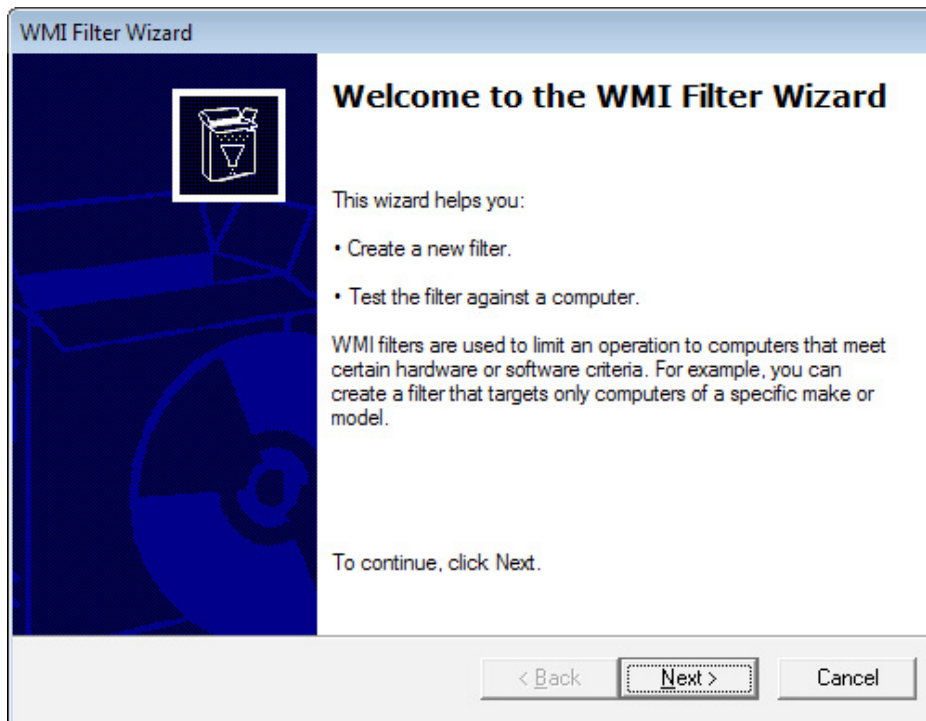 WMI Filter Wizard
Welcome to the WMI Filter Wizard
This wizard helps you:
• Create a new filter.
• Test the filter against a computer.
WMI filters are used to limit an operation to computers that meet
certain hardware or software criteria. For example, you can
create a filter that targets only computers of a specific make or
model.
To continue, click Next.
< Back Next > Cancel